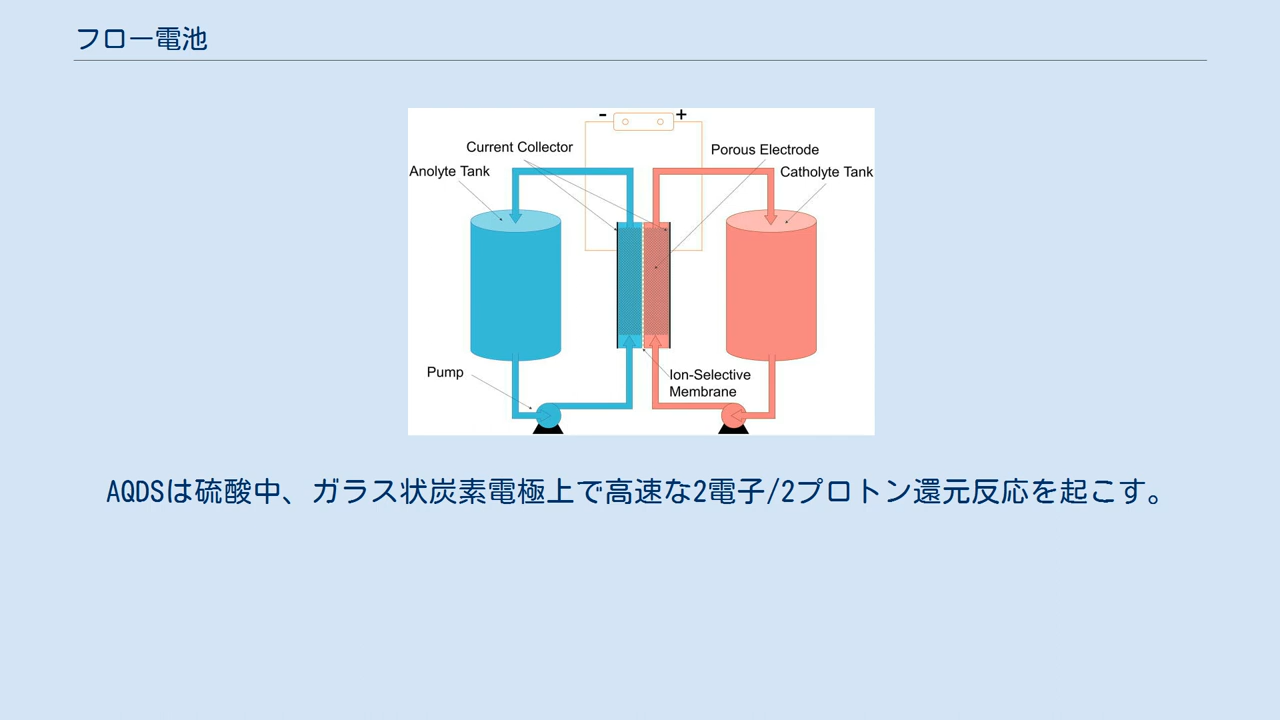 フロー電池
- +
Current Collector
Porous Electrode
Anolyte Tank
Catholyte Tank
Pump
Ion-Selective
Membrane
AQDSは硫酸中、ガラス状炭素電極上で高速な2電子/2プロトン還元反応を起こす。